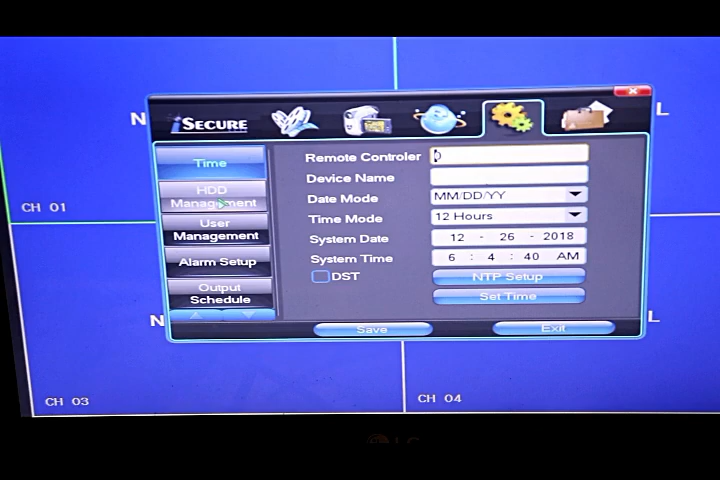 N
L
iSECURE
Time
HDD
Management
User
Management
Alarm Setup
Output
Schedule
Remote Controler 0
Device Name
Date Mode MM/DD/YY
Time Mode 12 Hours
System Date 12 - 26 - 2018
System Time 6 : 4 : 40 AM
DST
NTP Setup
Set Time
Save
Exit
CH 01
N
L
CH 03
CH 04
LG